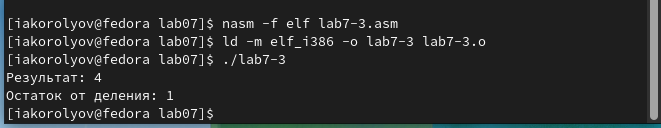 [iakorolyov@fedora lab07]$ nasm -f elf lab7-3.asm
[iakorolyov@fedora lab07]$ ld -m elf_i386 -o lab7-3 lab7-3.o
[iakorolyov@fedora lab07]$ ./lab7-3
Результат: 4
Остаток от деления: 1
[iakorolyov@fedora lab07]$